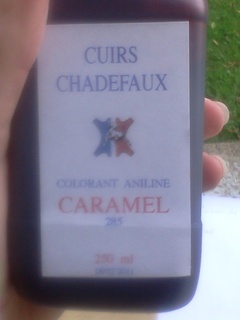 CUIRS
CHADEFAUX
COLORANT ANILINE
CARAMEL
285
250 ml